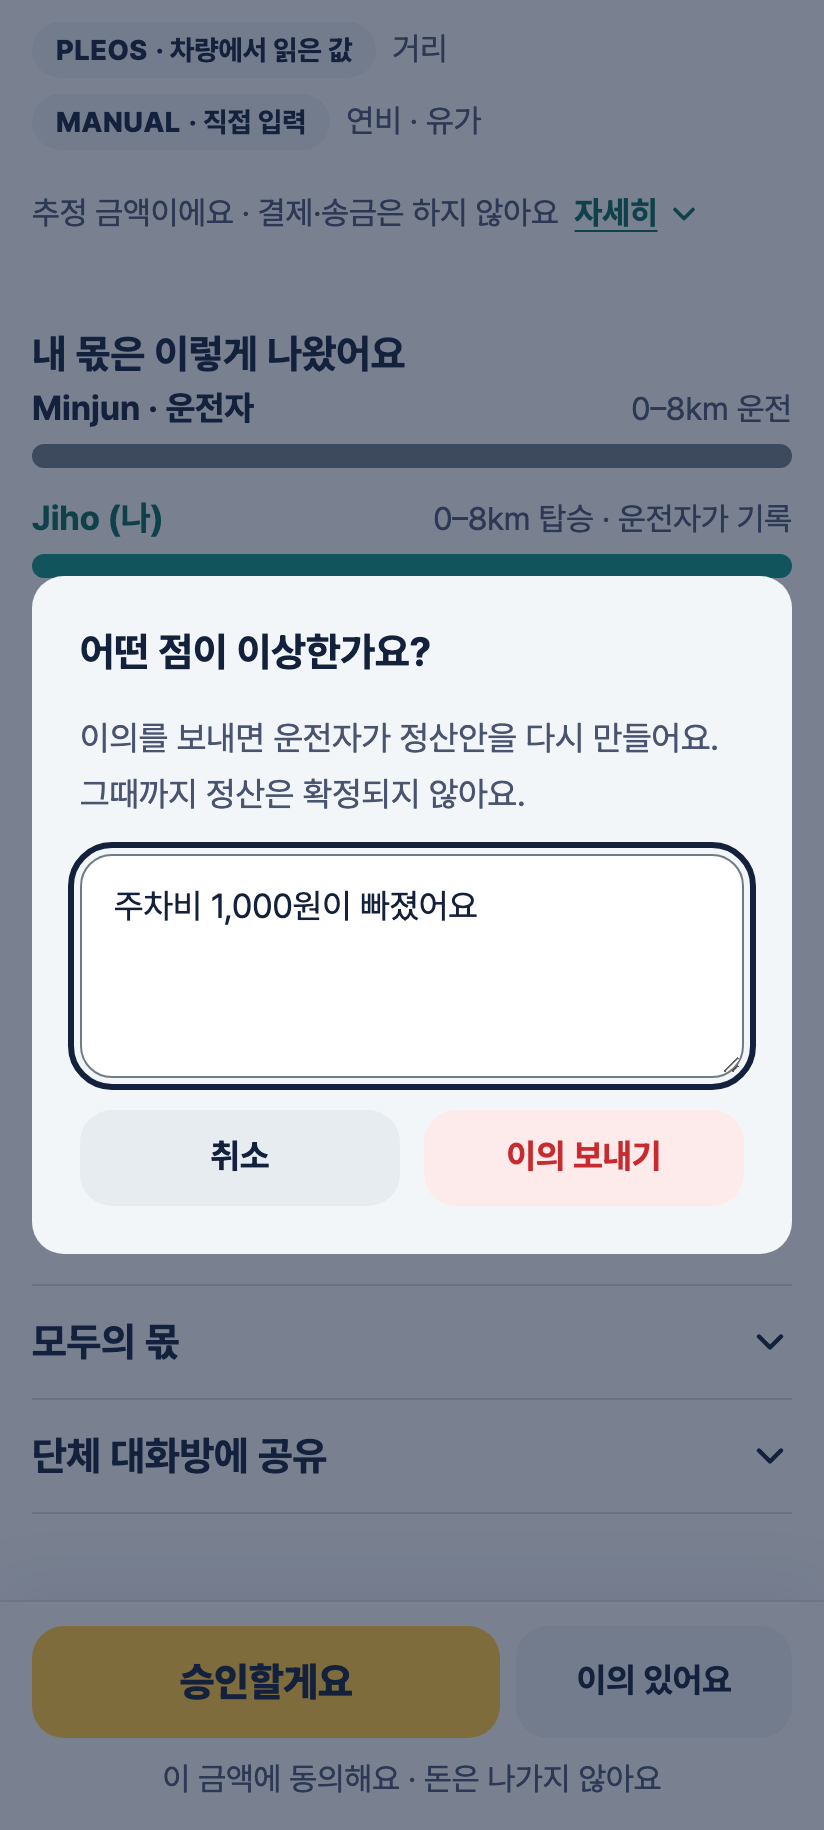 PLEOS · 차량에서 읽은 값 거리
MANUAL · 직접 입력 연비 · 유가
추정 금액이에요 · 결제·송금은 하지 않아요 자세히
내 몫은 이렇게 나왔어요
Minjun · 운전자 0–8km 운전
Jiho (나) 0–8km 탑승 · 운전자가 기록
어떤 점이 이상한가요?
이의를 보내면 운전자가 정산안을 다시 만들어요.
그때까지 정산은 확정되지 않아요.
주차비 1,000원이 빠졌어요
취소 이의 보내기
모두의 몫
단체 대화방에 공유
승인할게요 이의 있어요
이 금액에 동의해요 · 돈은 나가지 않아요